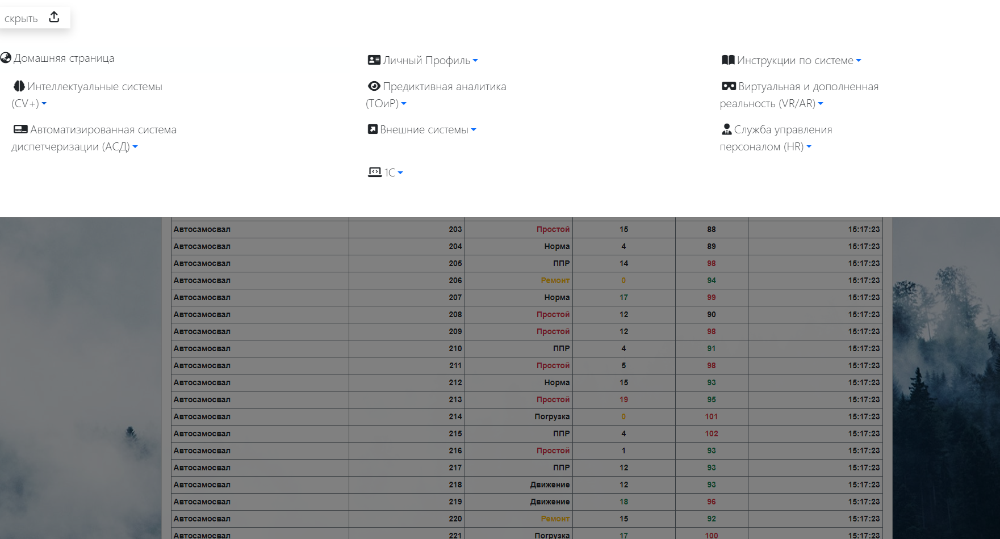 скрыть
Домашняя страница
Личный Профиль
Инструкции по системе
Интеллектуальные системы
(CV+)
Предиктивная аналитика
(ТОиР)
Виртуальная и дополненная
реальность (VR/AR)
Автоматизированная система
диспетчеризации (АСД)
Внешние системы
Служба управления
персоналом (HR)
1С
Автосамосвал 203 Простой 15 88 15:17:23
Автосамосвал 204 Норма 4 89 15:17:23
Автосамосвал 205 ППР 14 98 15:17:23
Автосамосвал 206 Ремонт 0 94 15:17:23
Автосамосвал 207 Норма 17 99 15:17:23
Автосамосвал 208 Простой 12 90 15:17:23
Автосамосвал 209 Простой 12 98 15:17:23
Автосамосвал 210 ППР 4 91 15:17:23
Автосамосвал 211 Простой 5 98 15:17:23
Автосамосвал 212 Норма 15 93 15:17:23
Автосамосвал 213 Простой 19 95 15:17:23
Автосамосвал 214 Погрузка 0 101 15:17:23
Автосамосвал 215 ППР 4 102 15:17:23
Автосамосвал 216 Простой 1 93 15:17:23
Автосамосвал 217 ППР 12 93 15:17:23
Автосамосвал 218 Движение 12 93 15:17:23
Автосамосвал 219 Движение 18 96 15:17:23
Автосамосвал 220 Ремонт 15 92 15:17:23
Автосамосвал 221 Погрузка 17 100 15:17:23